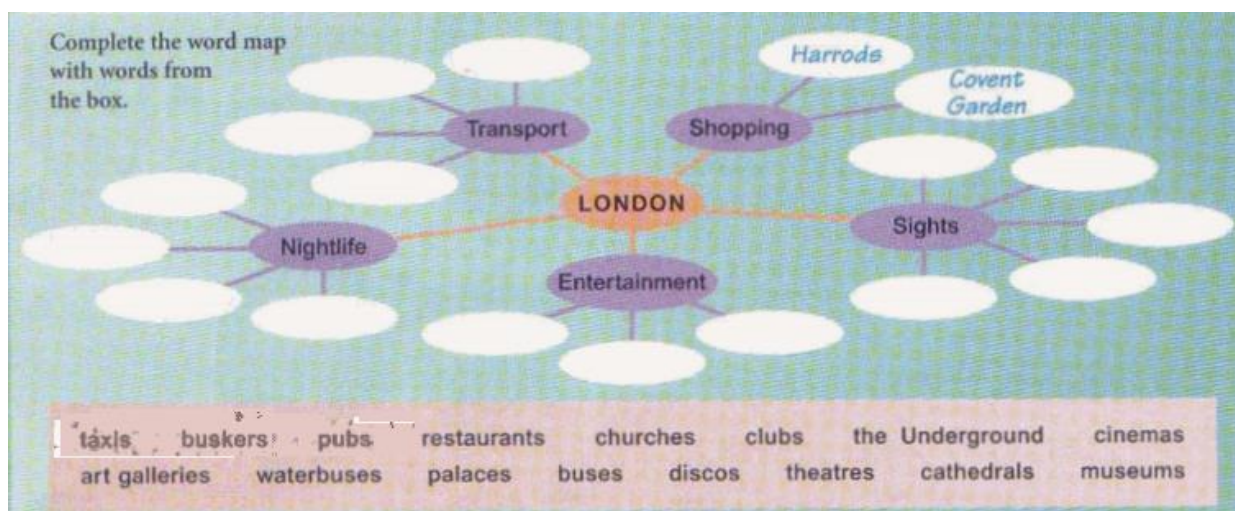 Complete the word map
with words from
the box.
Harrods
Covent
Garden
Transport
Shopping
LONDON
Sights
Nightlife
Entertainment
taxis buskers pubs restaurants churches clubs the Underground cinemas
art galleries waterbuses palaces buses discos theatres cathedrals museums